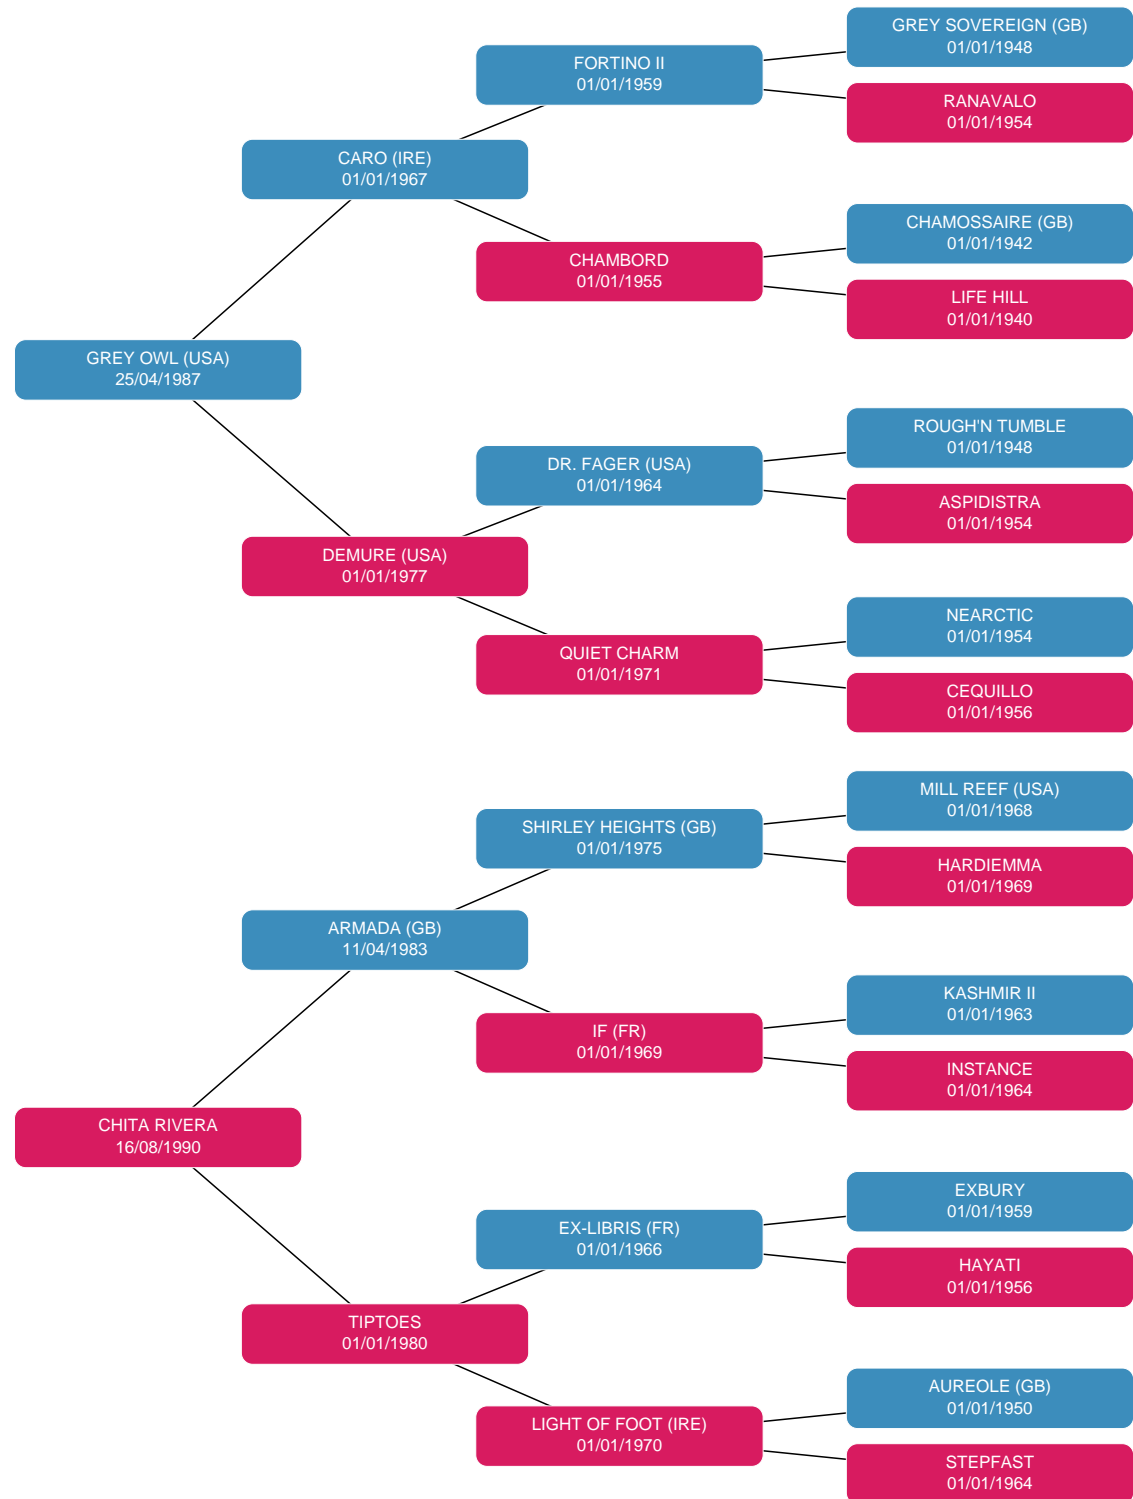 GREY SOVEREIGN (GB)
01/01/1948
FORTINO II
01/01/1959
RANAVALO
01/01/1954
CARO (IRE)
01/01/1967
CHAMOSSAIRE (GB)
01/01/1942
CHAMBORD
01/01/1955
LIFE HILL
01/01/1940
GREY OWL (USA)
25/04/1987
ROUGH'N TUMBLE
01/01/1948
DR. FAGER (USA)
01/01/1964
ASPIDISTRA
01/01/1954
DEMURE (USA)
01/01/1977
NEARCTIC
01/01/1954
QUIET CHARM
01/01/1971
CEQUILLO
01/01/1956
MILL REEF (USA)
01/01/1968
SHIRLEY HEIGHTS (GB)
01/01/1975
HARDIEMMA
01/01/1969
ARMADA (GB)
11/04/1983
KASHMIR II
01/01/1963
IF (FR)
01/01/1969
INSTANCE
01/01/1964
CHITA RIVERA
16/08/1990
EXBURY
01/01/1959
EX-LIBRIS (FR)
01/01/1966
HAYATI
01/01/1956
TIPTOES
01/01/1980
AUREOLE (GB)
01/01/1950
LIGHT OF FOOT (IRE)
01/01/1970
STEPFAST
01/01/1964